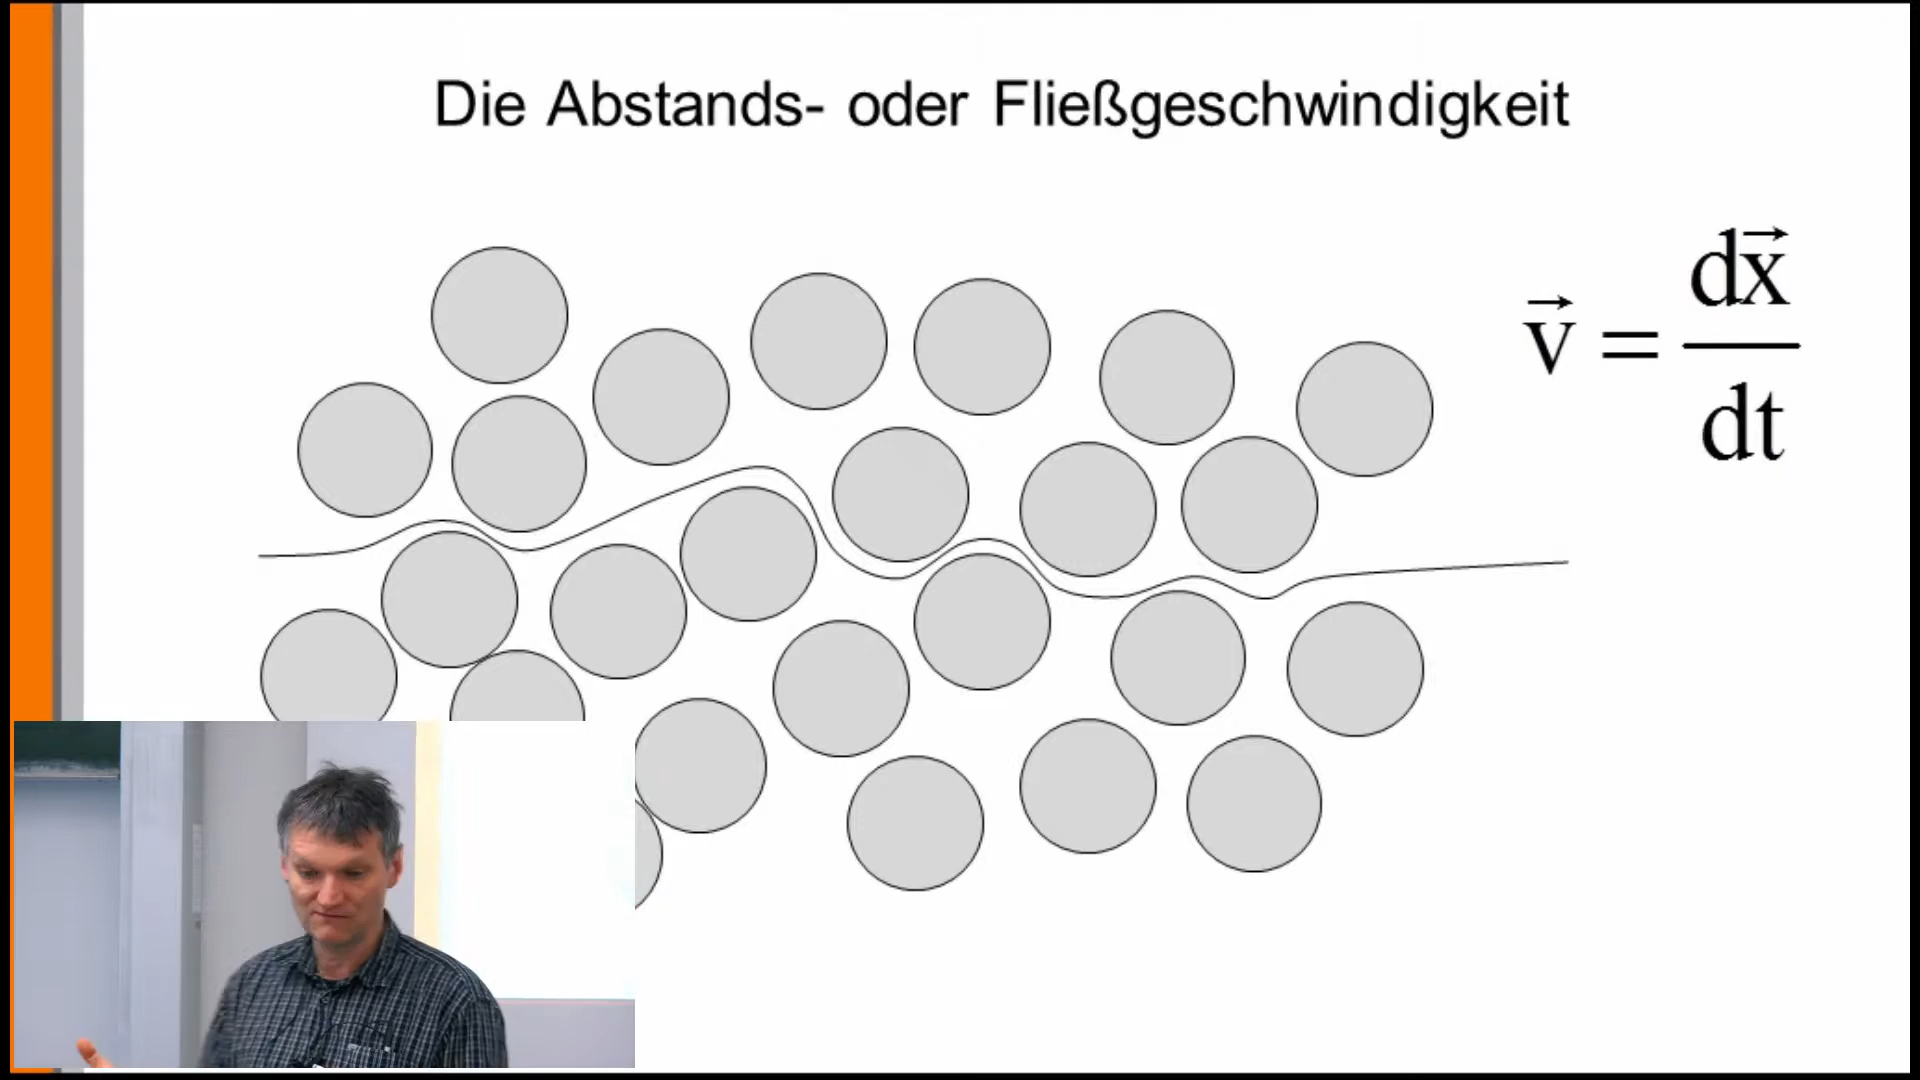 Die Abstands- oder Fließgeschwindigkeit
v⃗ = dx⃗ / dt